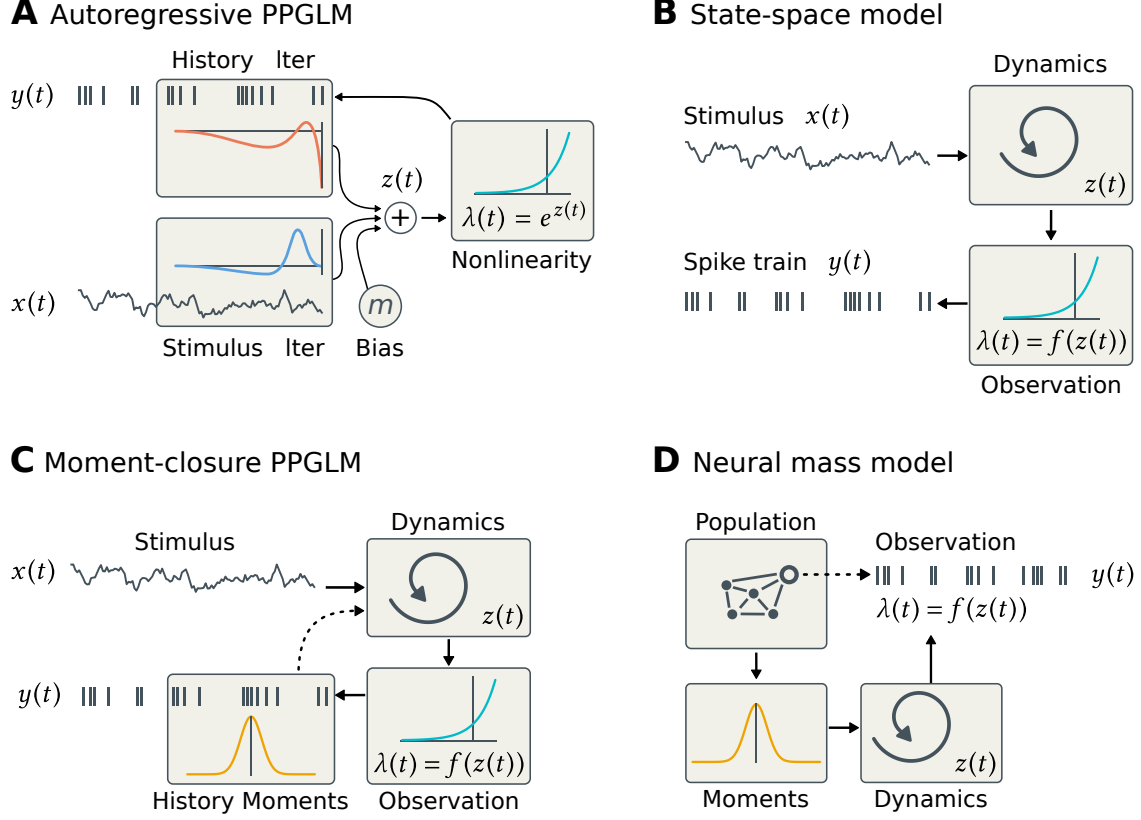 A Autoregressive PPGLM
History lter
y(t)
z(t)
+
λ(t) = e^z(t)
Nonlinearity
x(t)
m
Stimulus lter
Bias
B State-space model
Dynamics
Stimulus x(t)
z(t)
Spike train y(t)
λ(t) = f(z(t))
Observation
C Moment-closure PPGLM
Dynamics
Stimulus
x(t)
z(t)
y(t)
λ(t) = f(z(t))
History Moments
Observation
D Neural mass model
Population
Observation
y(t)
λ(t) = f(z(t))
z(t)
Moments
Dynamics